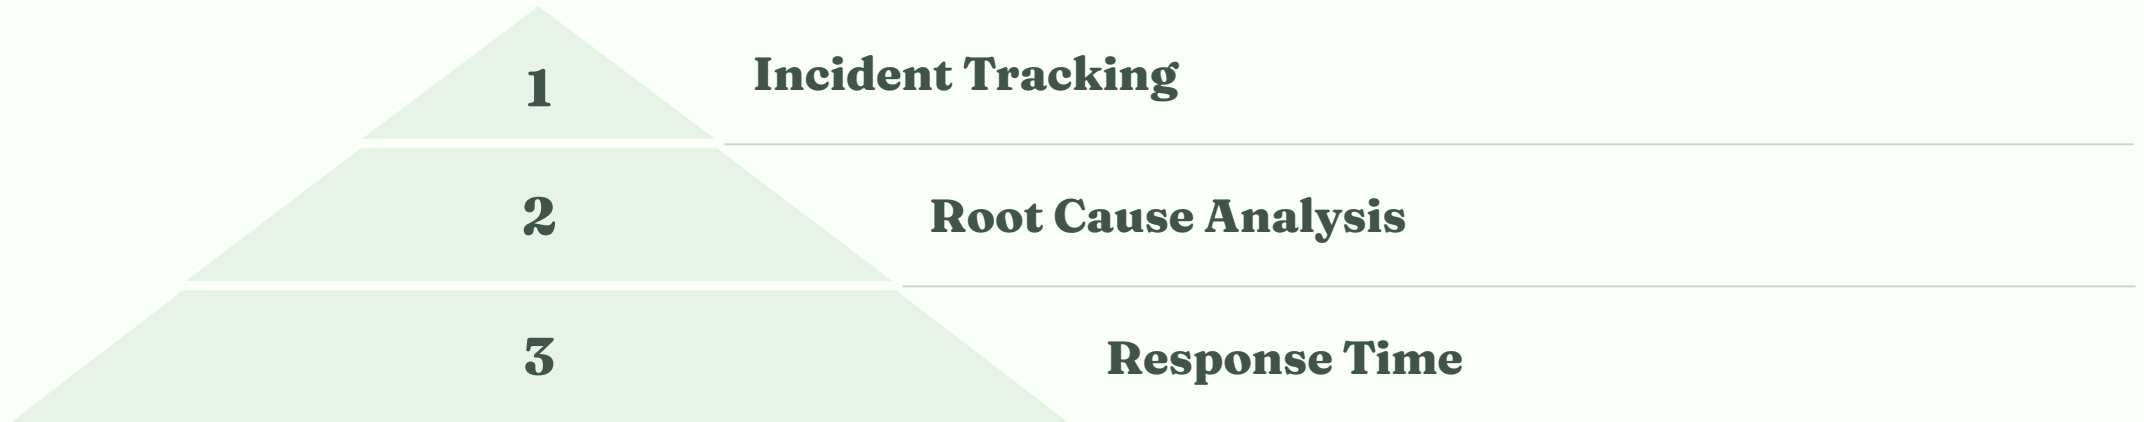 1
Incident Tracking
2
Root Cause Analysis
3
Response Time